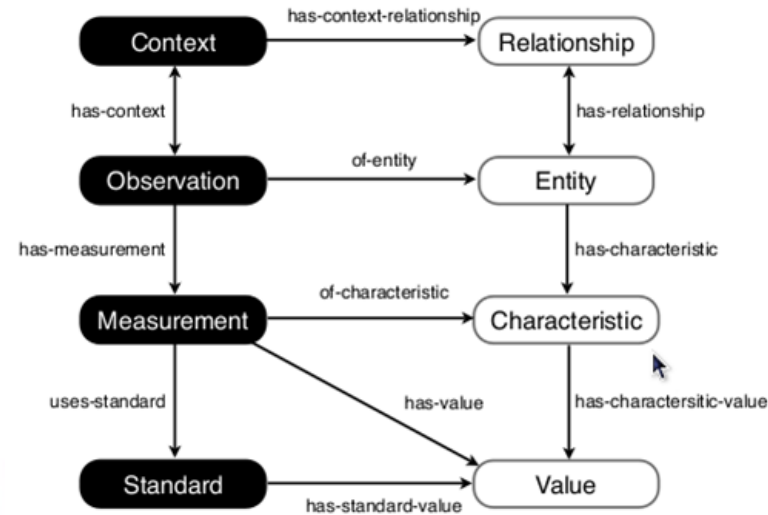 has-context-relationship
Context
Relationship
has-context
has-relationship
of-entity
Observation
Entity
has-measurement
has-characteristic
of-characteristic
Measurement
Characteristic
uses-standard
has-value
has-charactersitic-value
Standard
Value
has-standard-value